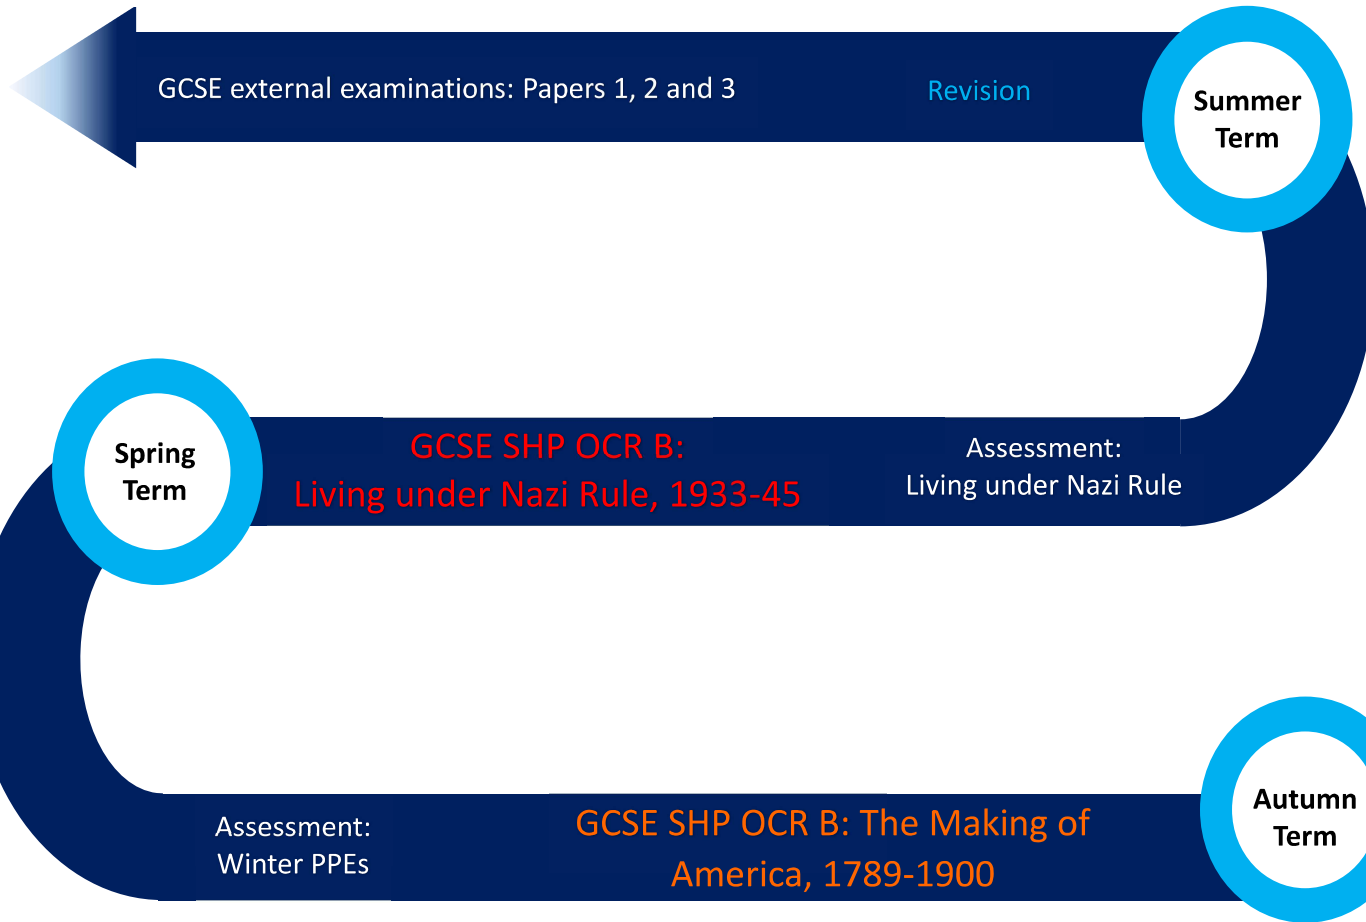 GCSE external examinations: Papers 1, 2 and 3
Revision
Summer
Term
Spring
Term
GCSE SHP OCR B:
Living under Nazi Rule, 1933-45
Assessment:
Living under Nazi Rule
Assessment:
Winter PPEs
GCSE SHP OCR B: The Making of
America, 1789-1900
Autumn
Term